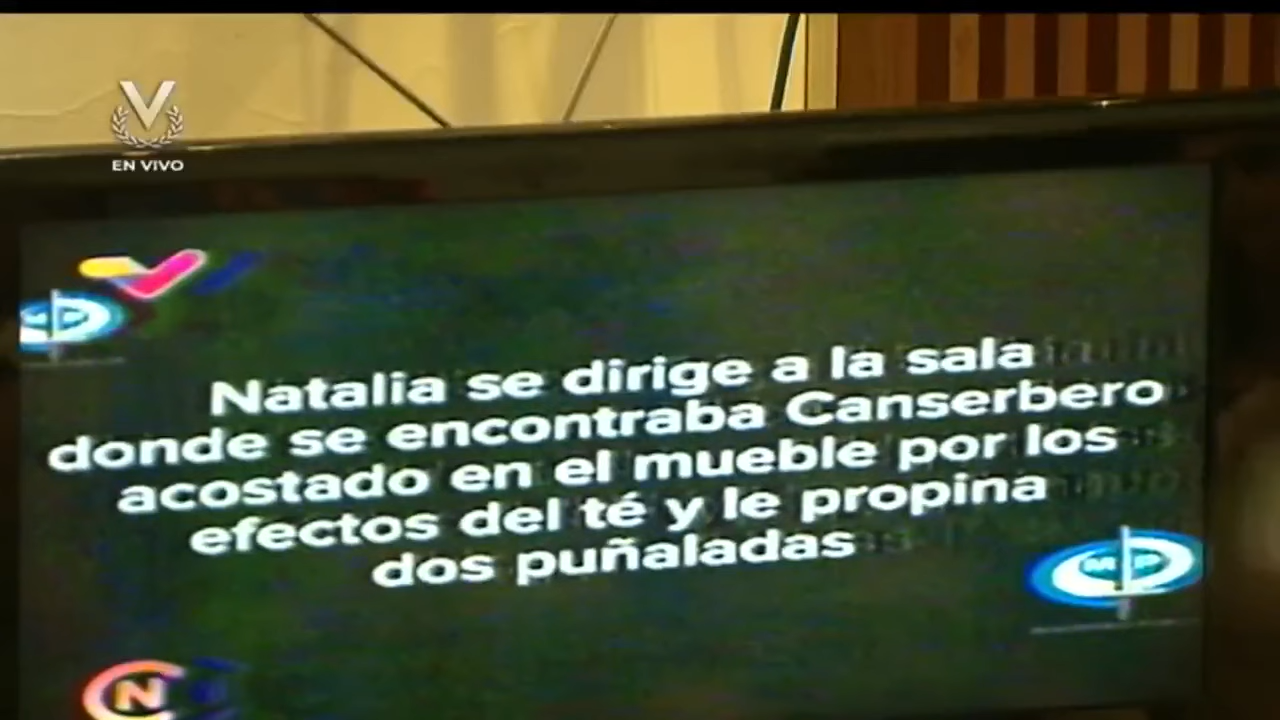 V
EN VIVO
Natalia se dirige a la sala
donde se encontraba Canserbero
acostado en el mueble por los
efectos del té y le propina
dos puñaladas
MP
N